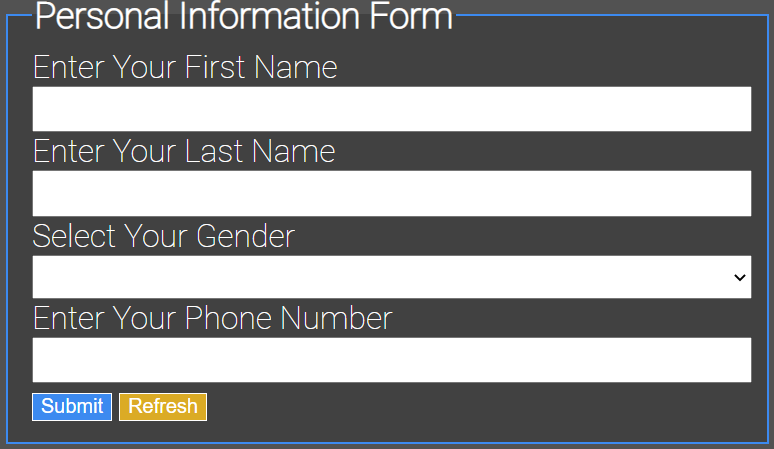 Personal Information Form
Enter Your First Name
Enter Your Last Name
Select Your Gender
Enter Your Phone Number
Submit Refresh